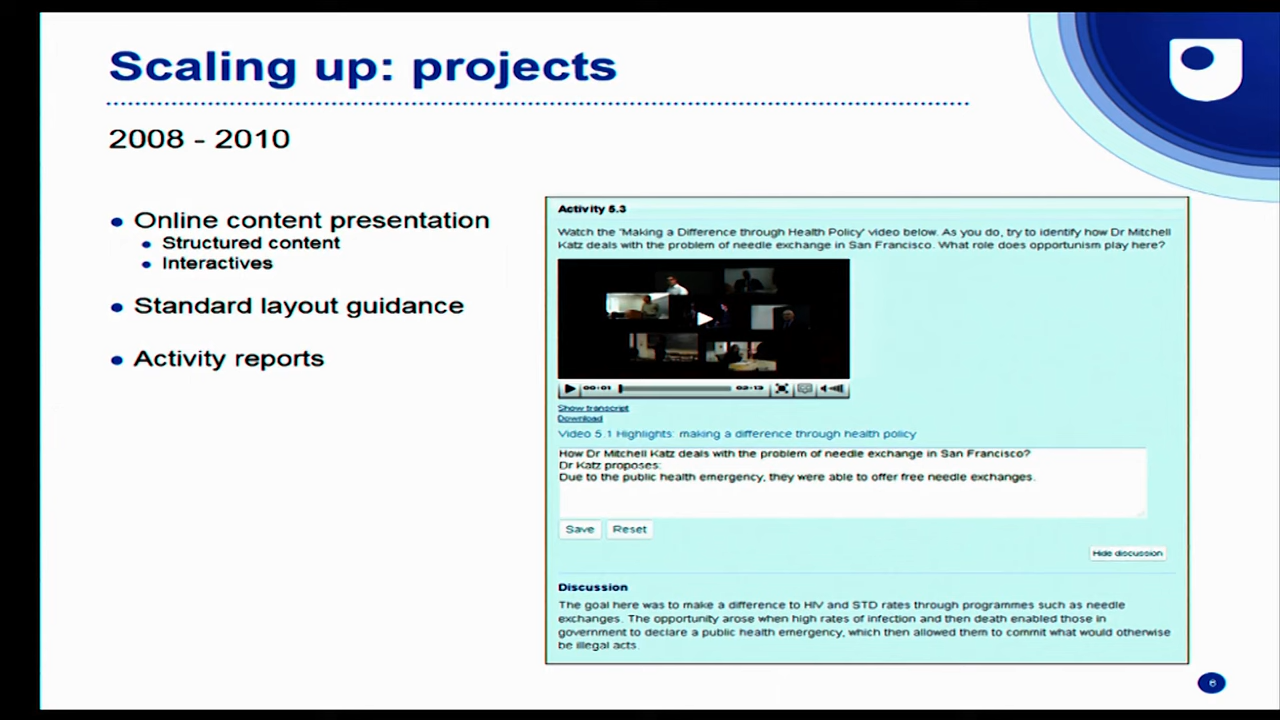 Scaling up: projects
2008 - 2010
Online content presentation
Structured content
Interactives
Standard layout guidance
Activity reports
Activity 5.3
Watch the 'Making a Difference through Health Policy' video below. As you do, try to identify how Dr Mitchell
Katz deals with the problem of needle exchange in San Francisco. What role does opportunism play here?
00:01
02:13
Show transcript
Download
Video 5.1 Highlights: making a difference through health policy
How Dr Mitchell Katz deals with the problem of needle exchange in San Francisco?
Dr Katz proposes:
Due to the public health emergency, they were able to offer free needle exchanges.
Save Reset
Hide discussion
Discussion
The goal here was to make a difference to HIV and STD rates through programmes such as needle
exchanges. The opportunity arose when high rates of infection and then death enabled those in
government to declare a public health emergency, which then allowed them to commit what would otherwise
be illegal acts.
6